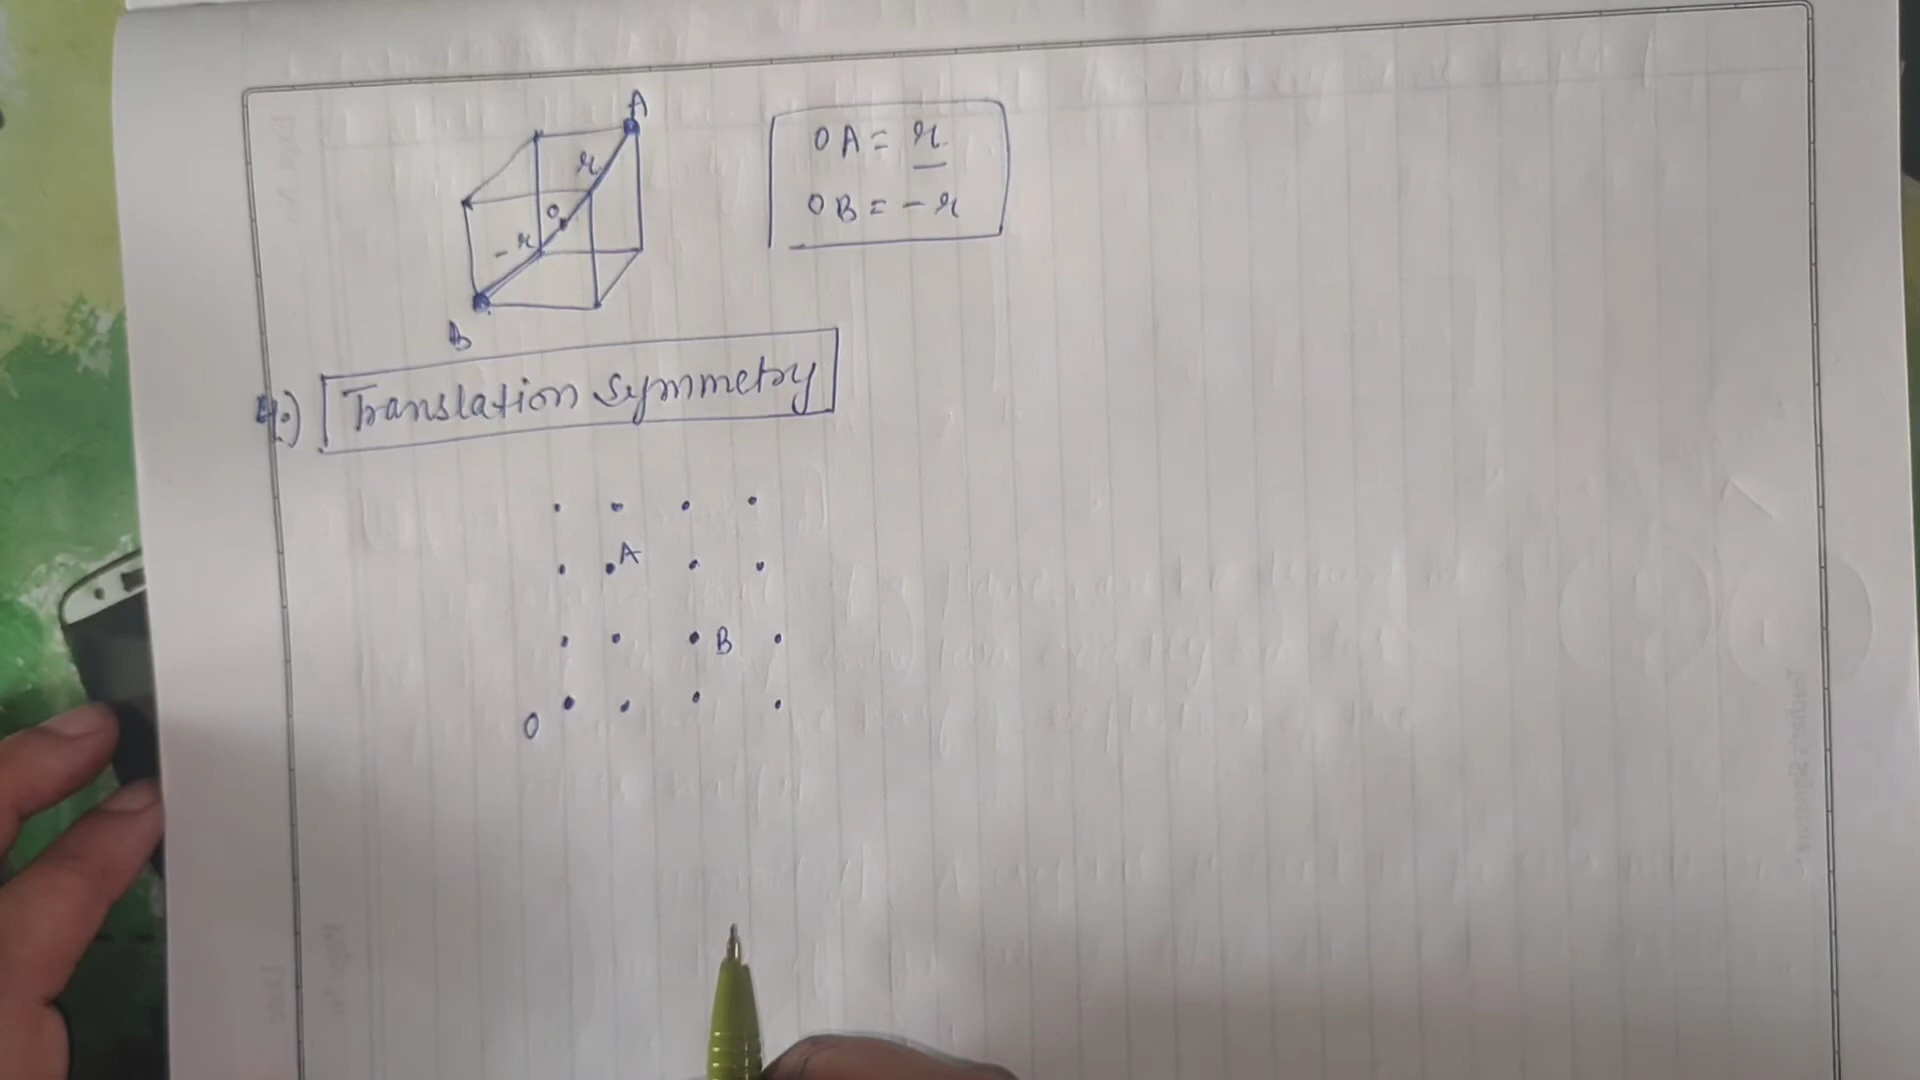 A
OA = r
r
OB = -r
O
-r
B
4.) Translation Symmetry
A
B
O